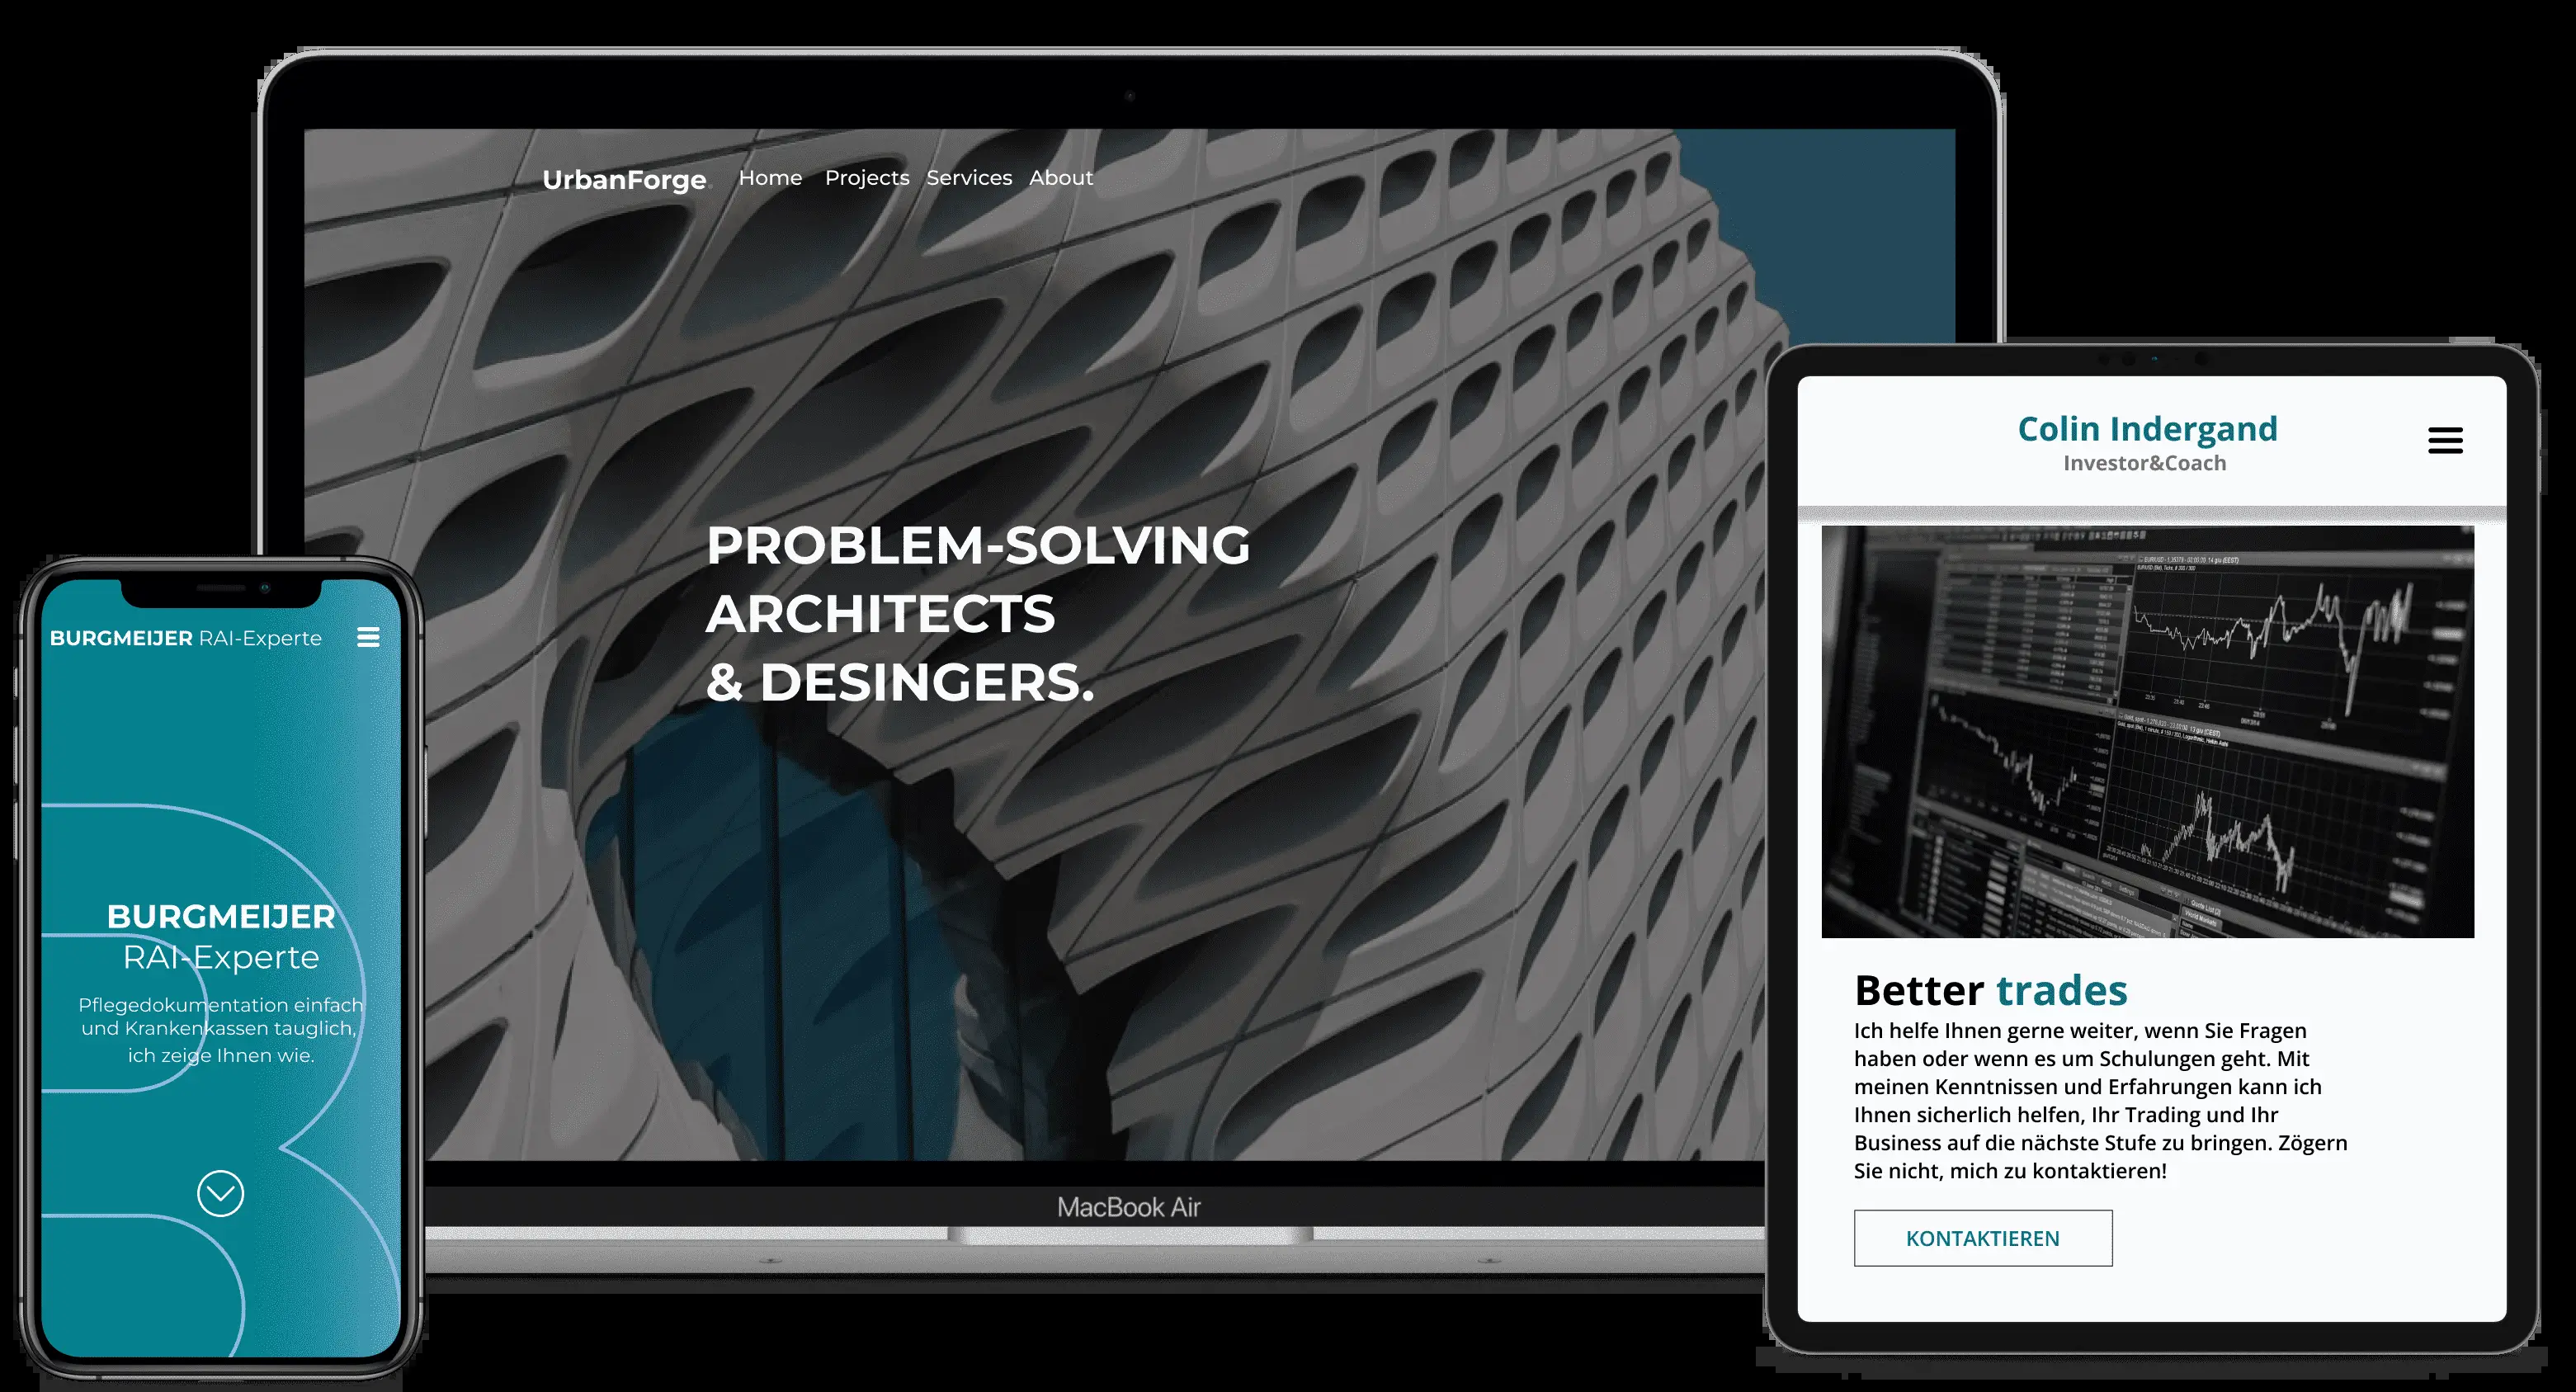 UrbanForge.
Home Projects Services About
PROBLEM-SOLVING
ARCHITECTS
& DESINGERS.
MacBook Air
BURGMEIJER RAI-Experte
BURGMEIJER
RAI-Experte
Pflegedokumentation einfach
und Krankenkassen tauglich,
ich zeige Ihnen wie.
Colin Indergand
Investor&Coach
Better trades
Ich helfe Ihnen gerne weiter, wenn Sie Fragen
haben oder wenn es um Schulungen geht. Mit
meinen Kenntnissen und Erfahrungen kann ich
Ihnen sicherlich helfen, Ihr Trading und Ihr
Business auf die nächste Stufe zu bringen. Zögern
Sie nicht, mich zu kontaktieren!
KONTAKTIEREN